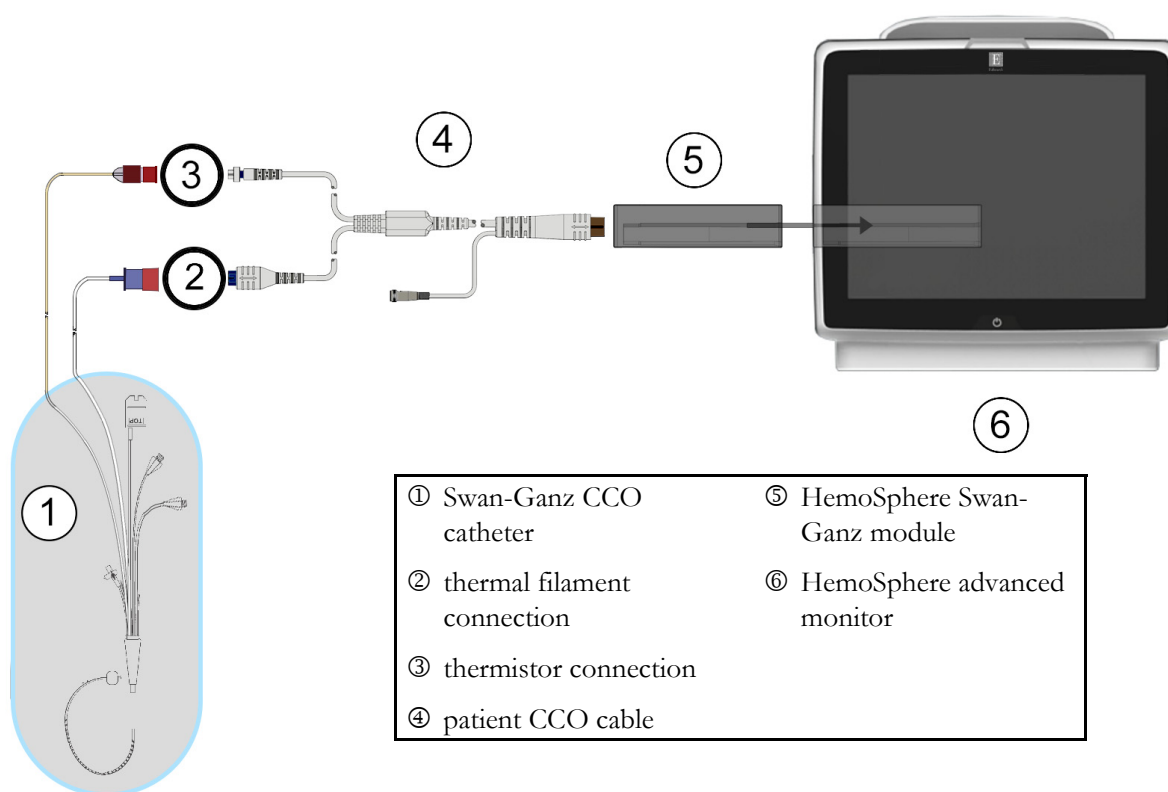 E
4
3
5
2
6
1
TOP
① Swan-Ganz CCO
catheter
② thermal filament
connection
③ thermistor connection
④ patient CCO cable
⑤ HemoSphere Swan-
Ganz module
⑥ HemoSphere advanced
monitor